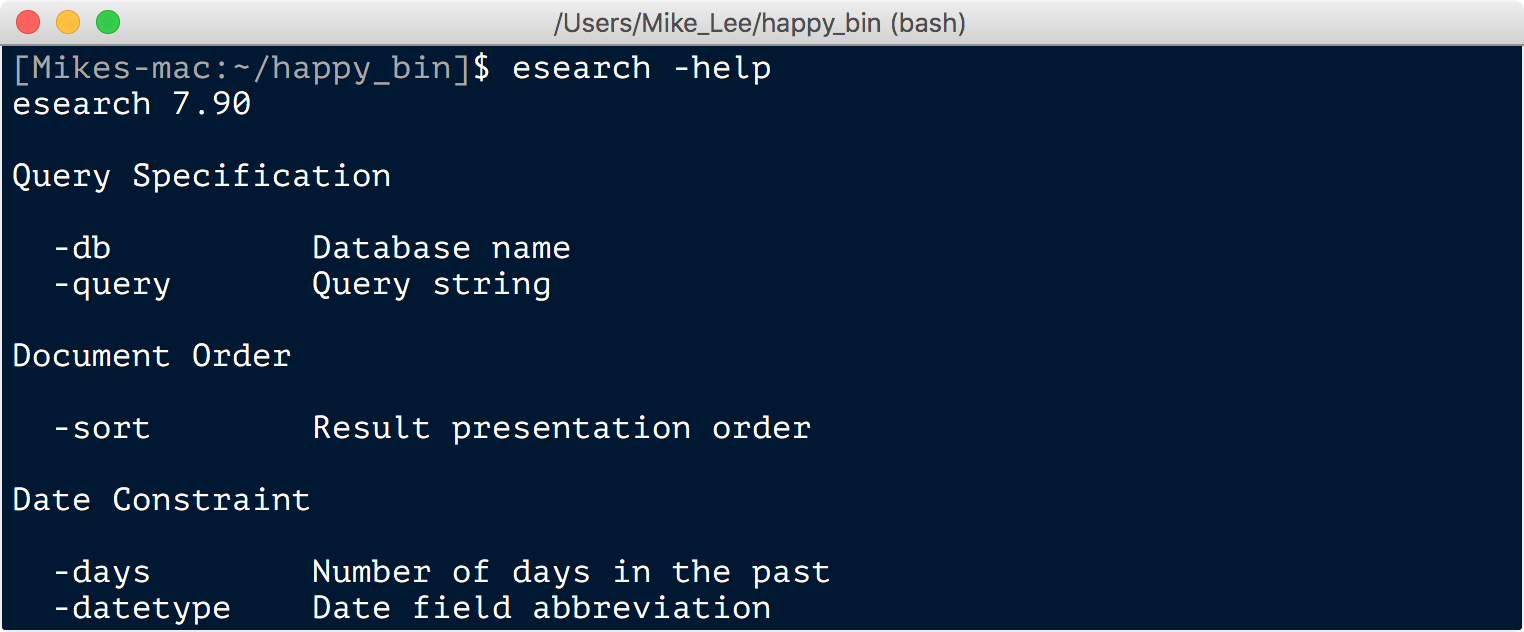 /Users/Mike_Lee/happy_bin (bash)
[Mikes-mac:~/happy_bin]$ esearch -help
esearch 7.90
Query Specification
-db Database name
-query Query string
Document Order
-sort Result presentation order
Date Constraint
-days Number of days in the past
-datetype Date field abbreviation